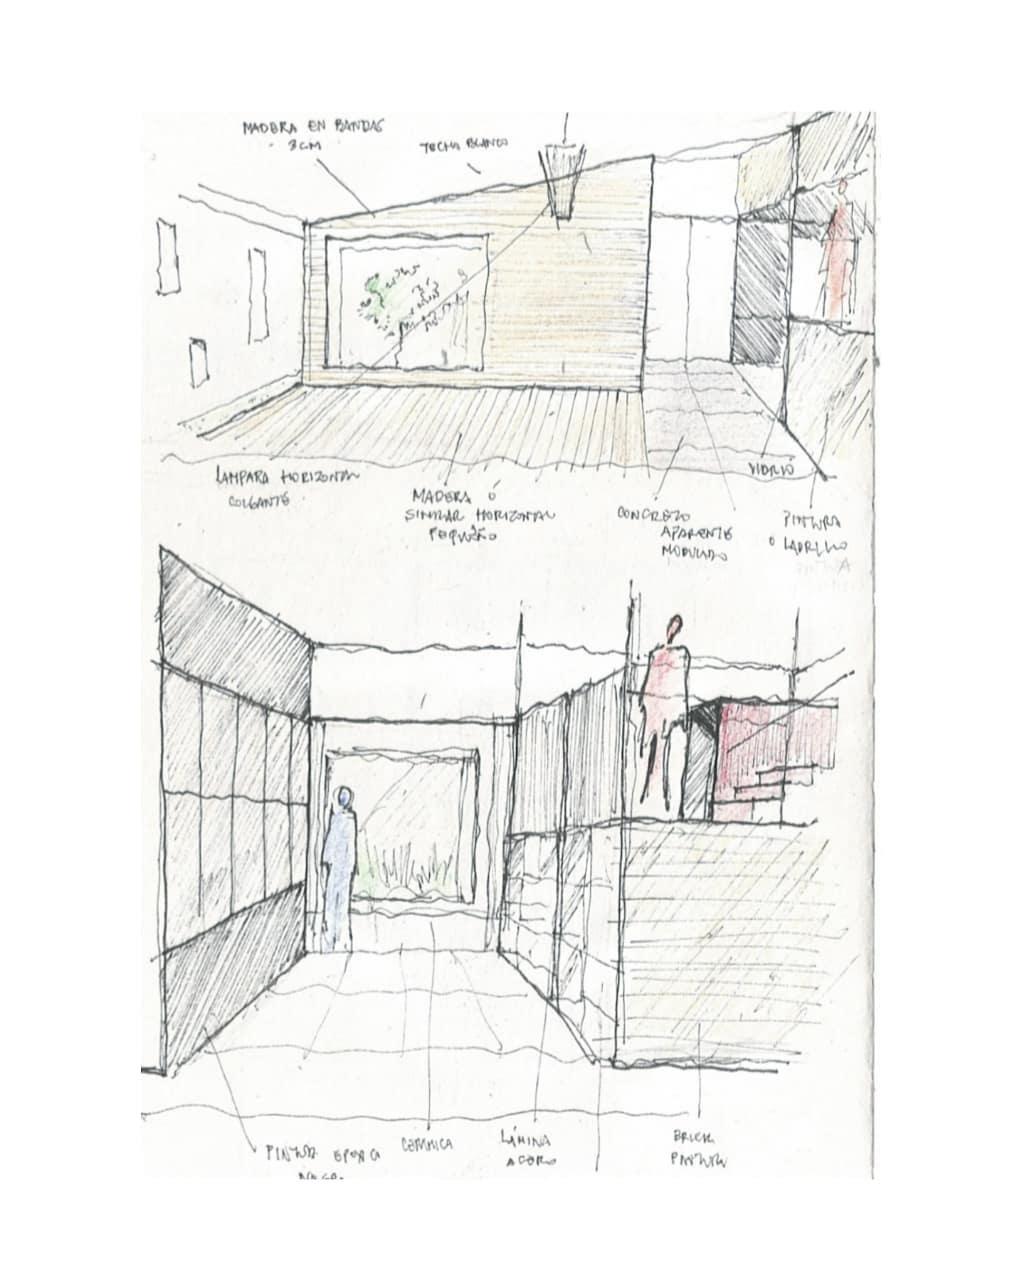 MADERA EN BANDAS
3CM
TECHO BLANCO
LAMPARA HORIZONTAL
COLGANTE
MADERA Ó
SIMILAR HORIZONTAL
PEQUEÑO
CONCRETO
APARENTE
MODULADO
VIDRIO
PINTURA
O LADRILLO
PINTURA EPOXICA
NEGRA
CERAMICA
LÁMINA
ACERO
BRICK
PINTURA